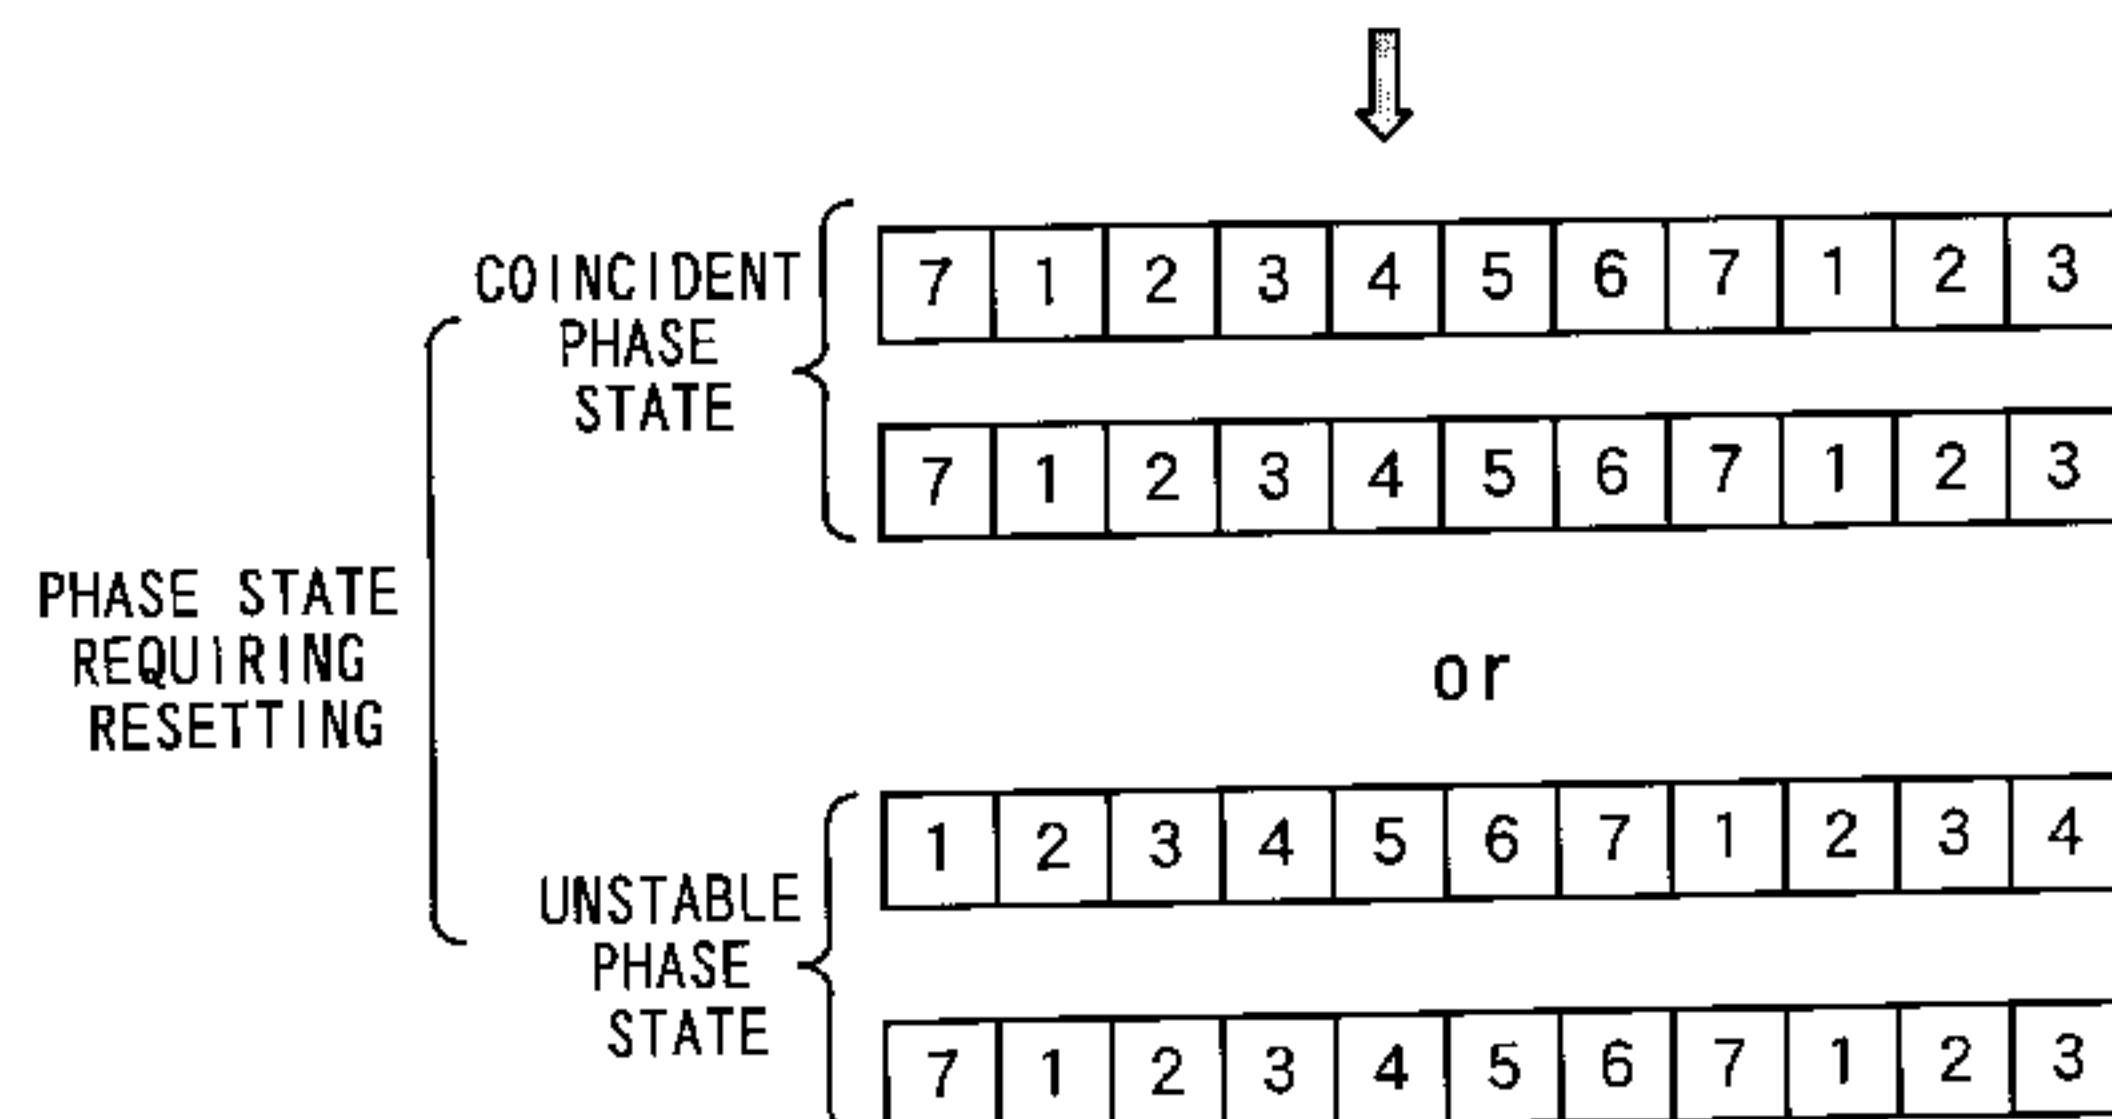 COINCIDENT
PHASE
STATE
7 1 2 3 4 5 6 7 1 2 3
7 1 2 3 4 5 6 7 1 2 3
PHASE STATE
REQUIRING
RESETTING
or
UNSTABLE
PHASE
STATE
1 2 3 4 5 6 7 1 2 3 4
7 1 2 3 4 5 6 7 1 2 3